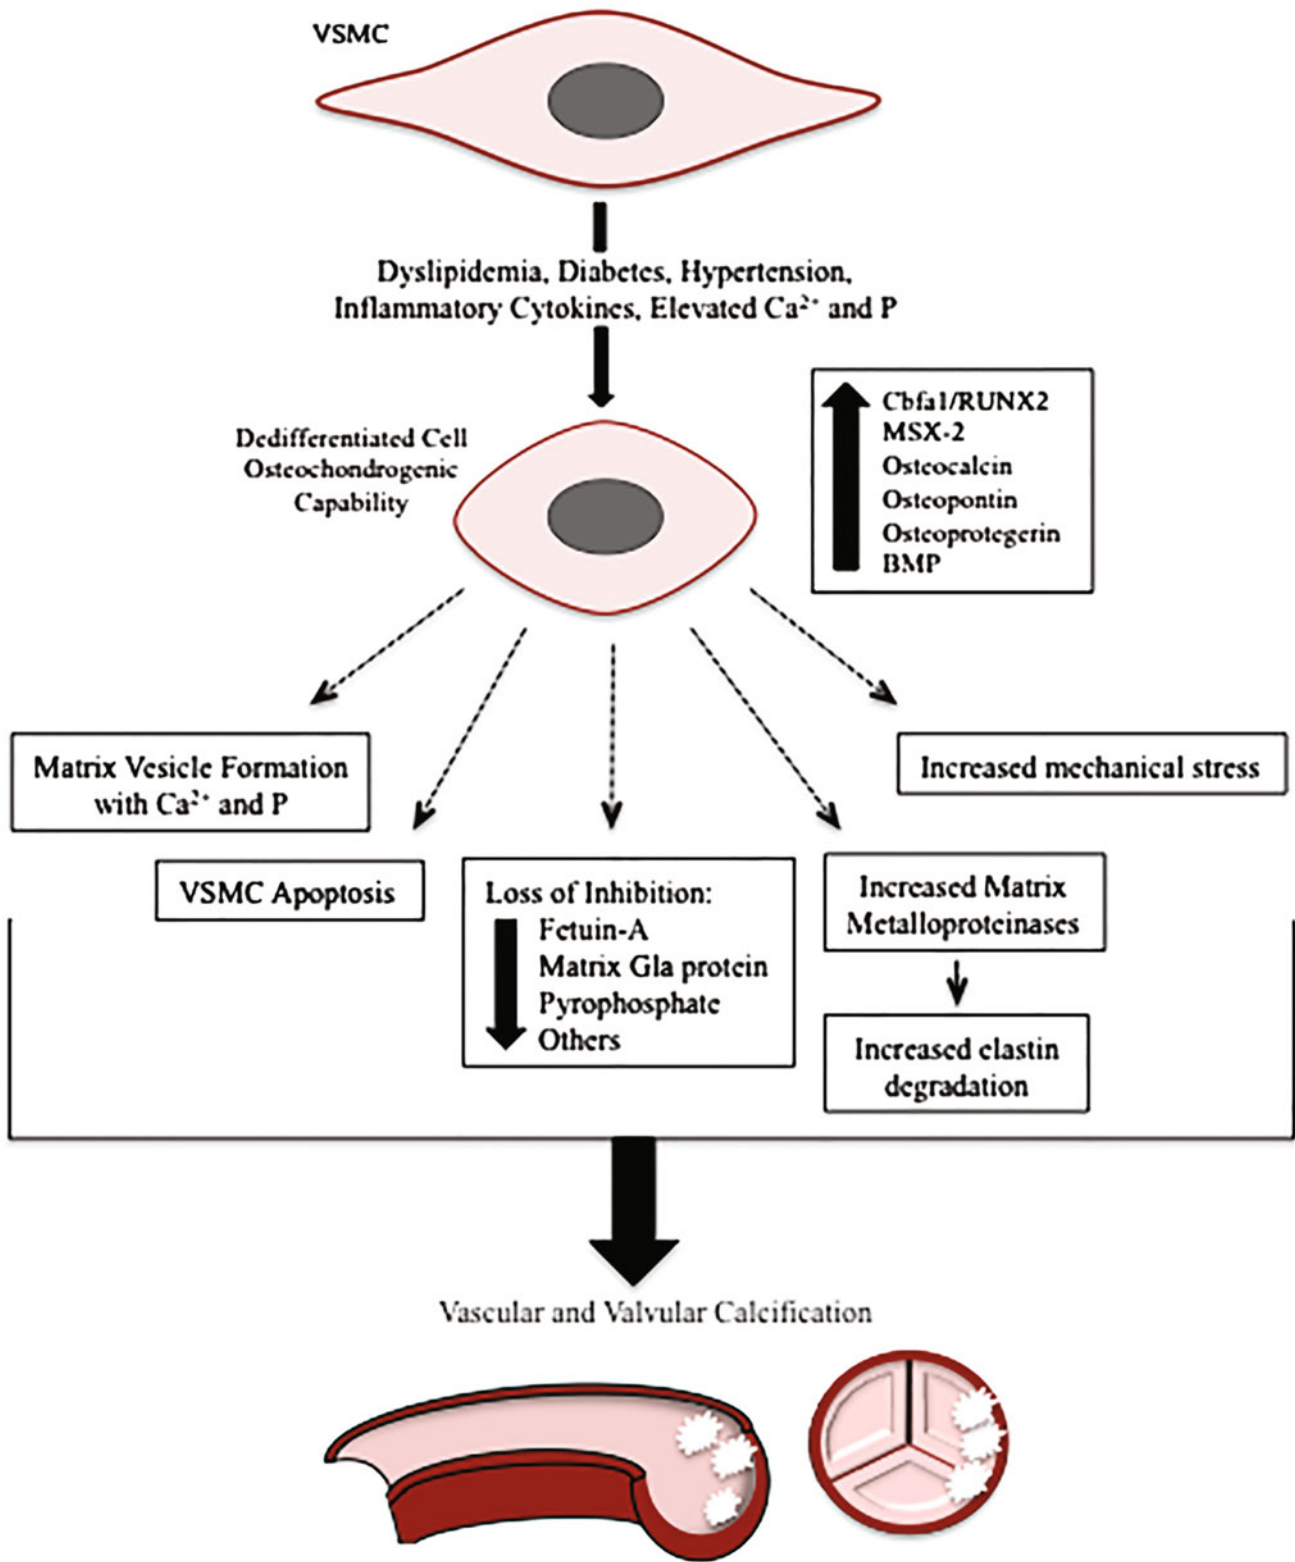 VSMC
Dyslipidemia, Diabetes, Hypertension,
Inflammatory Cytokines, Elevated Ca²⁺ and P
Dedifferentiated Cell
Osteochondrogenic
Capability
Cbfa1/RUNX2
MSX-2
Osteocalcin
Osteopontin
Osteoprotegerin
BMP
Matrix Vesicle Formation
with Ca²⁺ and P
Increased mechanical stress
VSMC Apoptosis
Loss of Inhibition:
Fetuin-A
Matrix Gla protein
Pyrophosphate
Others
Increased Matrix
Metalloproteinases
Increased elastin
degradation
Vascular and Valvular Calcification